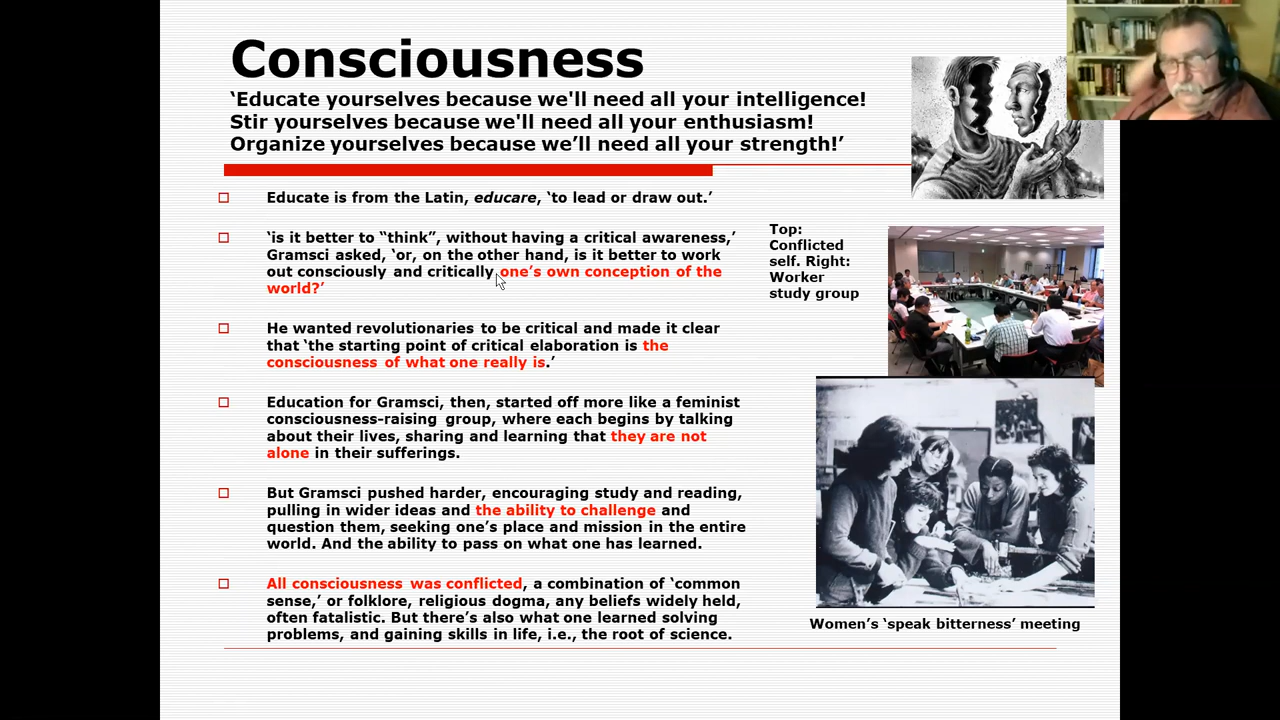 Consciousness
‘Educate yourselves because we'll need all your intelligence!
Stir yourselves because we'll need all your enthusiasm!
Organize yourselves because we’ll need all your strength!’
Educate is from the Latin, educare, ‘to lead or draw out.’
‘is it better to “think”, without having a critical awareness,’
Gramsci asked, ‘or, on the other hand, is it better to work
out consciously and critically one’s own conception of the
world?’
He wanted revolutionaries to be critical and made it clear
that ‘the starting point of critical elaboration is the
consciousness of what one really is.’
Education for Gramsci, then, started off more like a feminist
consciousness-raising group, where each begins by talking
about their lives, sharing and learning that they are not
alone in their sufferings.
But Gramsci pushed harder, encouraging study and reading,
pulling in wider ideas and the ability to challenge and
question them, seeking one’s place and mission in the entire
world. And the ability to pass on what one has learned.
All consciousness was conflicted, a combination of ‘common
sense,’ or folklore, religious dogma, any beliefs widely held,
often fatalistic. But there’s also what one learned solving
problems, and gaining skills in life, i.e., the root of science.
Top:
Conflicted
self. Right:
Worker
study group
Women’s ‘speak bitterness’ meeting